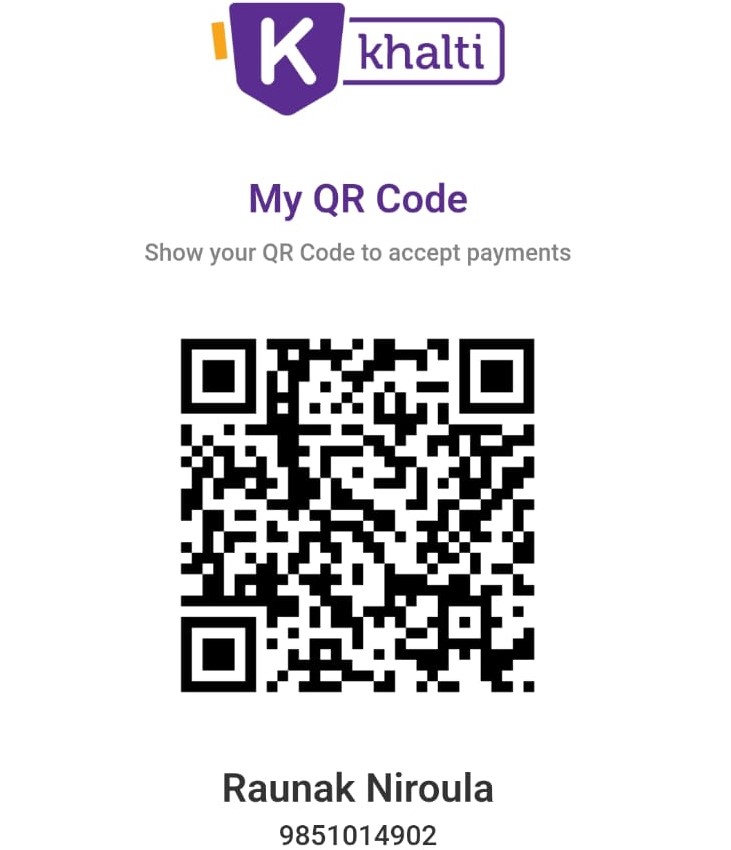 K khalti
My QR Code
Show your QR Code to accept payments
Raunak Niroula
9851014902